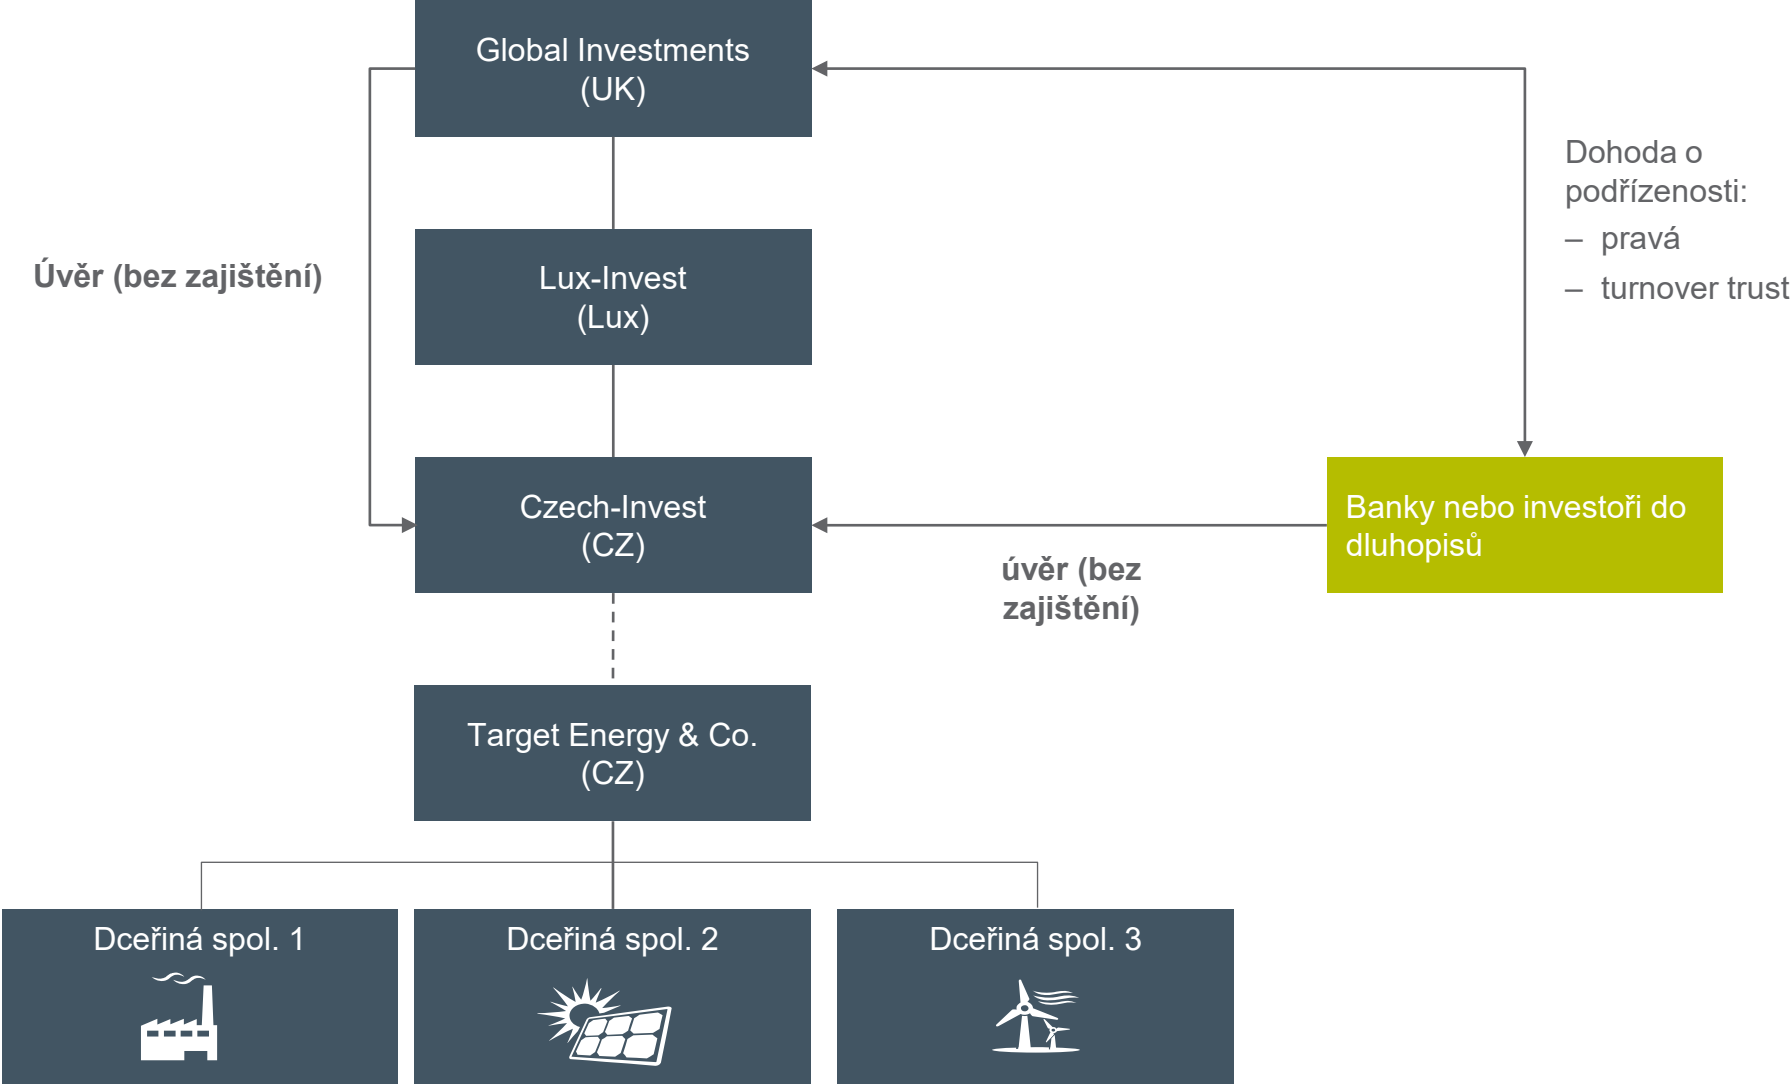 Global Investments
(UK)
Dohoda o
podřízenosti:
– pravá
– turnover trust
Úvěr (bez zajištění)
Lux-Invest
(Lux)
Czech-Invest
(CZ)
Banky nebo investoři do
dluhopisů
úvěr (bez
zajištění)
Target Energy & Co.
(CZ)
Dceřiná spol. 1
Dceřiná spol. 2
Dceřiná spol. 3